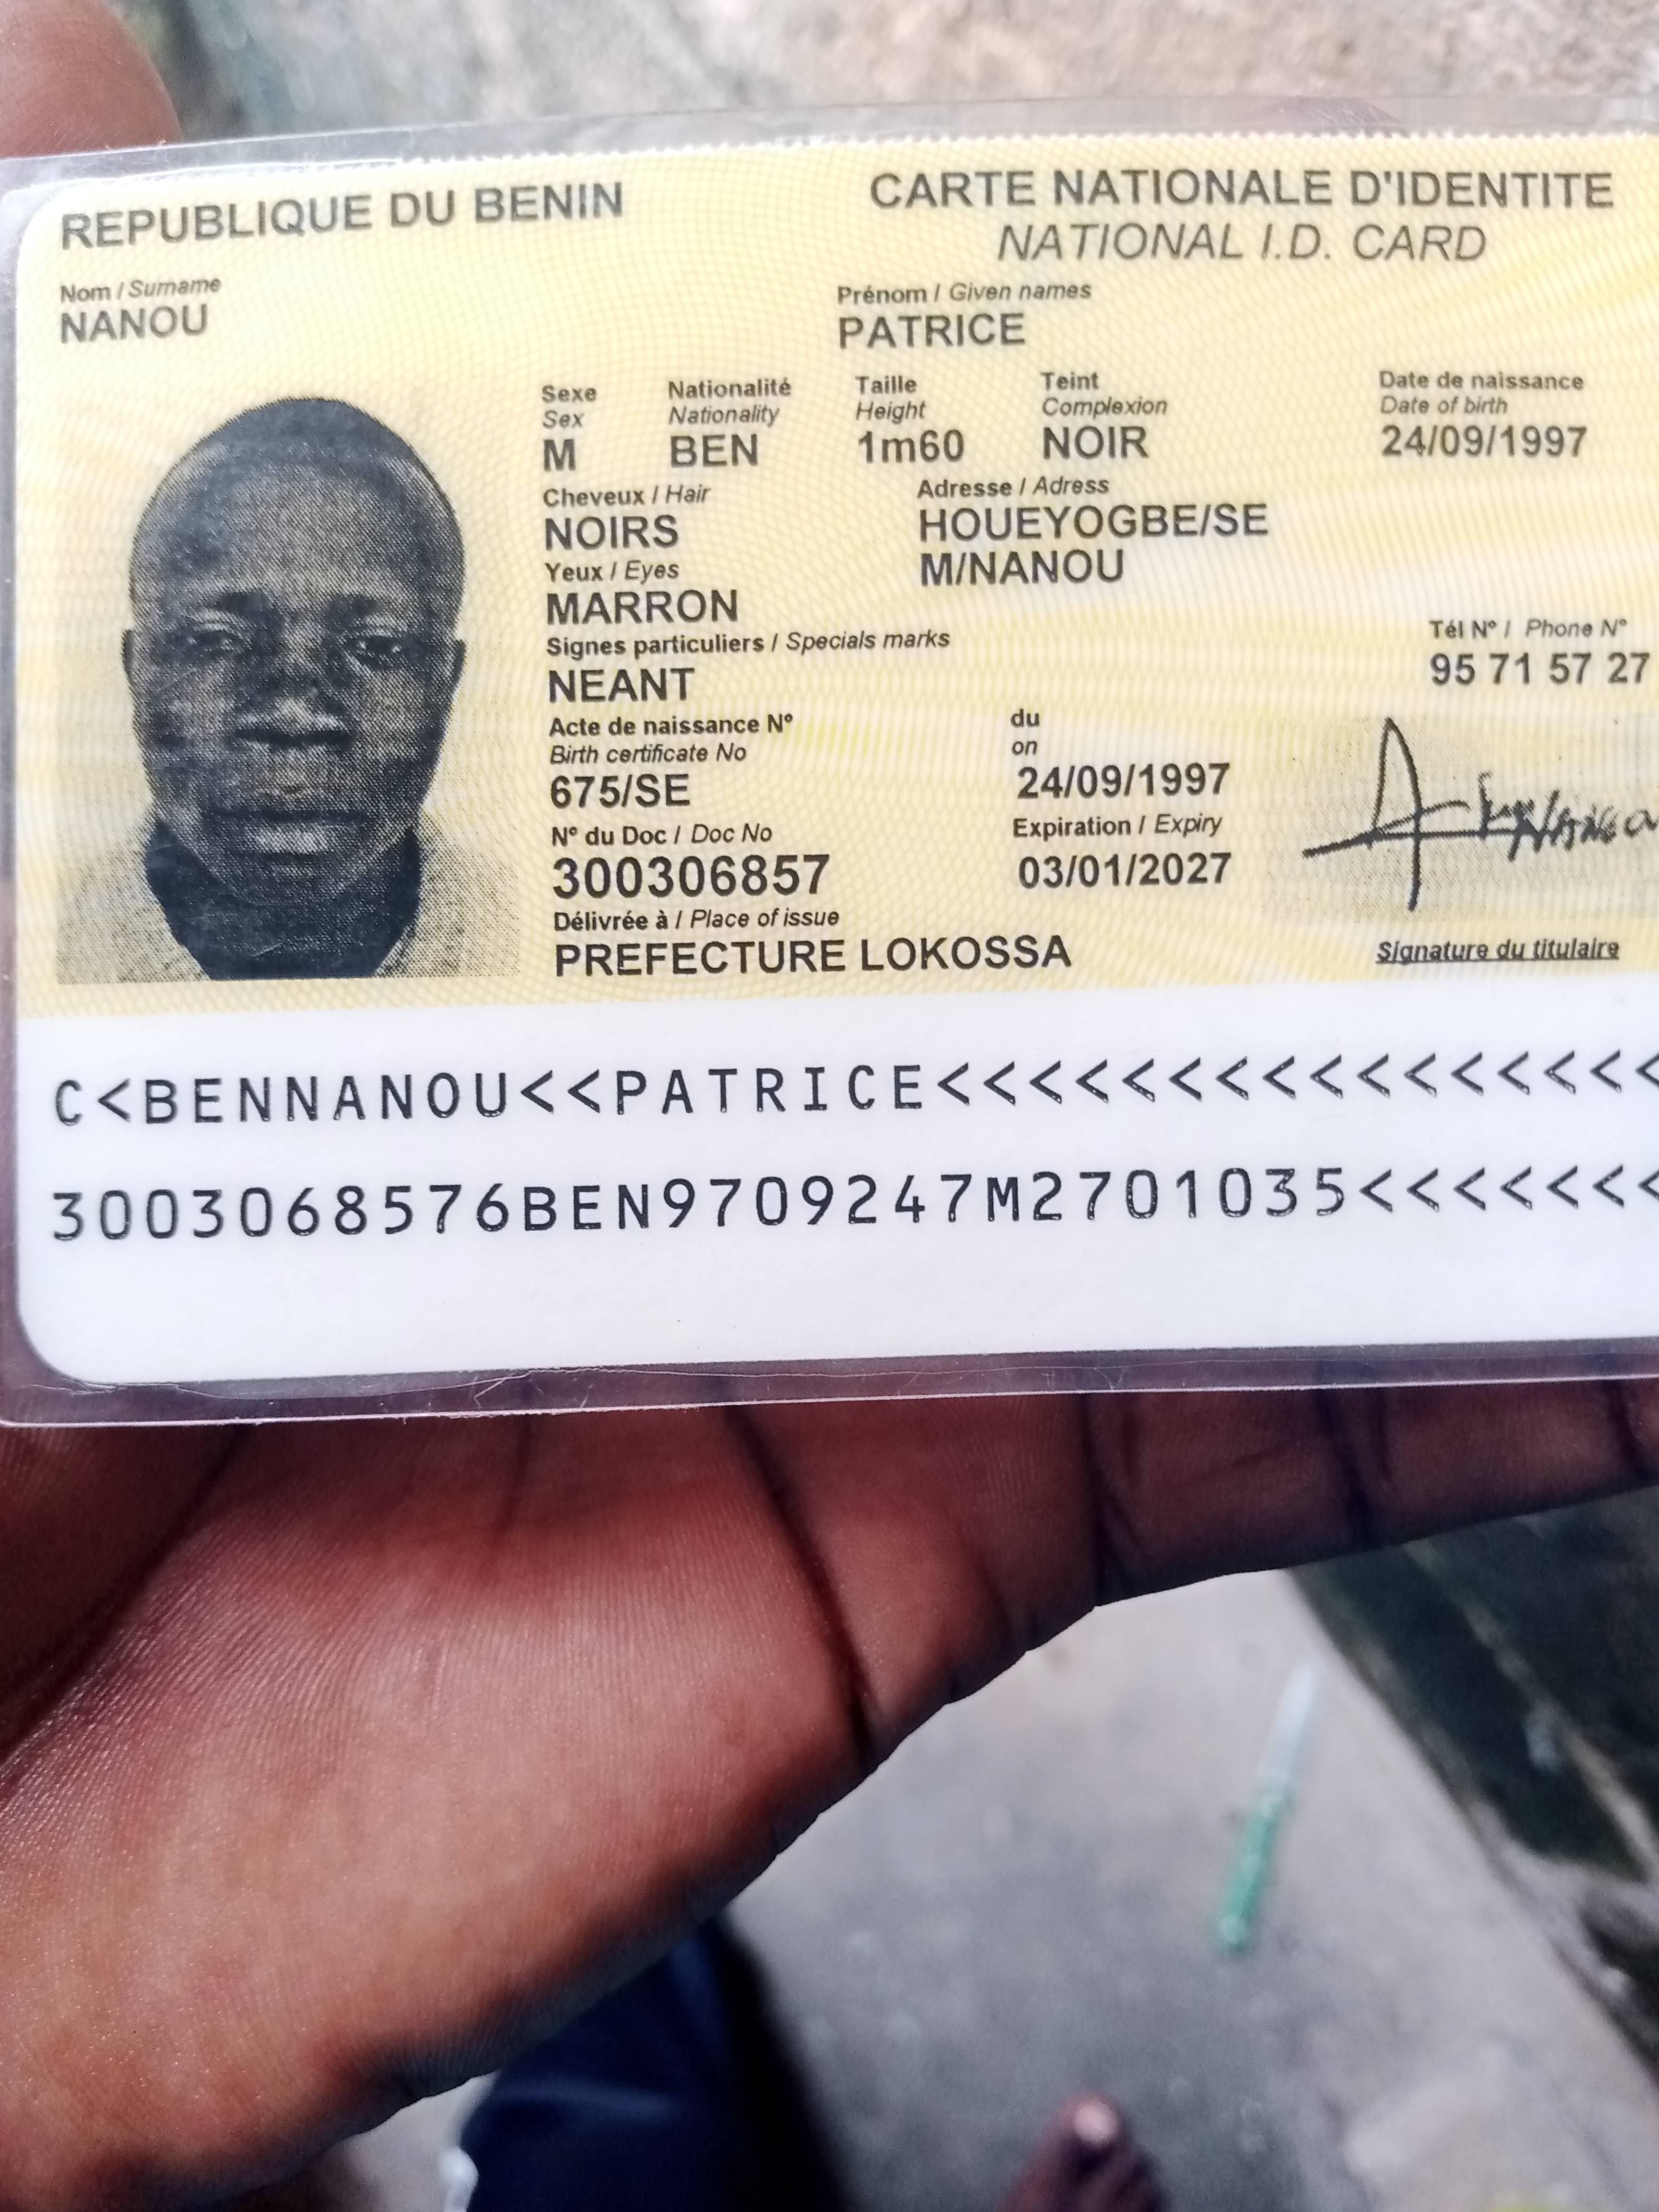 REPUBLIQUE DU BENIN
CARTE NATIONALE D'IDENTITE
NATIONAL I.D. CARD
Nom / Surname
NANOU
Prénom / Given names
PATRICE
Sexe Nationalité Taille Teint Date de naissance
Sex Nationality Height Complexion Date of birth
M BEN 1m60 NOIR 24/09/1997
Cheveux / Hair
NOIRS
Adresse / Adress
HOUEYOGBE/SE
M/NANOU
Yeux / Eyes
MARRON
Tél N° / Phone N°
95 71 57 27
Signes particuliers / Specials marks
NEANT
Acte de naissance N° du
Birth certificate No on
675/SE 24/09/1997
N° du Doc / Doc No Expiration / Expiry
300306857 03/01/2027
Délivrée à / Place of issue
PREFECTURE LOKOSSA
Signature du titulaire
C<BENNANOU<<PATRICE<<<<<<<<<<<<<<<<
3003068576BEN9709247M2701035<<<<<<<